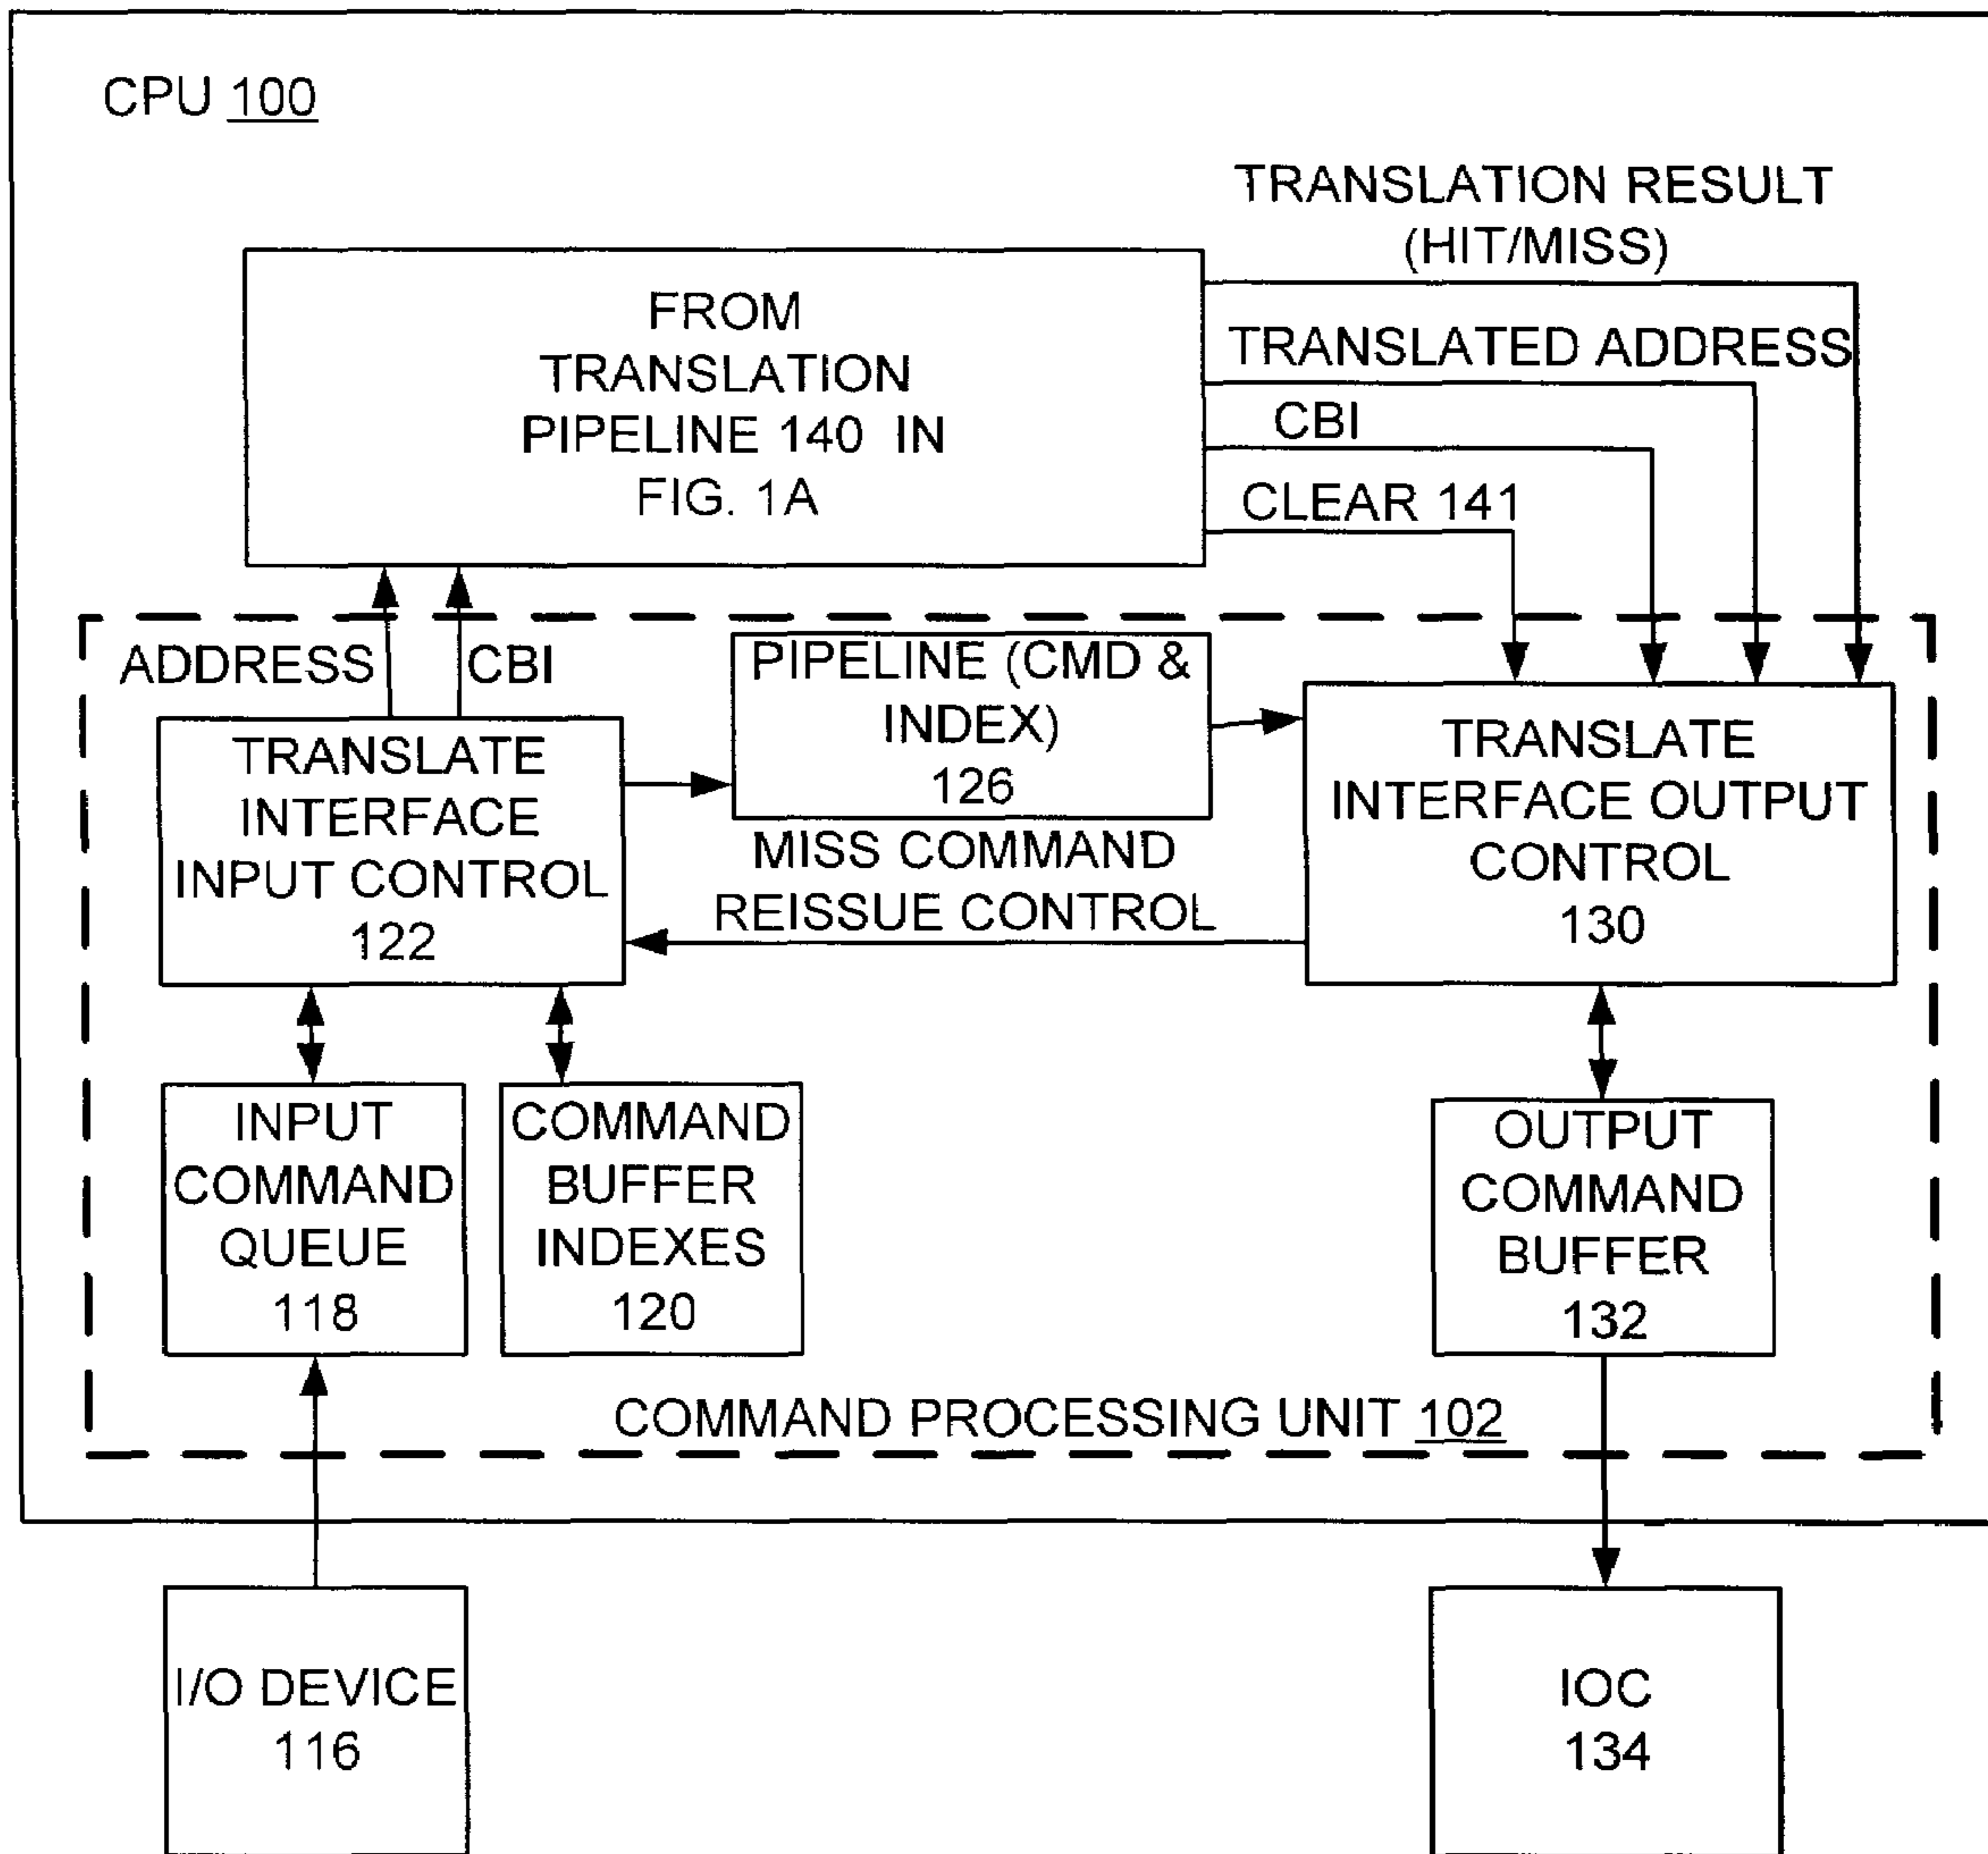 CPU 100
TRANSLATION RESULT
(HIT/MISS)
FROM
TRANSLATION
PIPELINE 140 IN
FIG. 1A
TRANSLATED ADDRESS
CBI
CLEAR 141
ADDRESS
CBI
PIPELINE (CMD &
INDEX)
126
TRANSLATE
INTERFACE
INPUT CONTROL
122
MISS COMMAND
REISSUE CONTROL
TRANSLATE
INTERFACE OUTPUT
CONTROL
130
INPUT
COMMAND
QUEUE
118
COMMAND
BUFFER
INDEXES
120
OUTPUT
COMMAND
BUFFER
132
COMMAND PROCESSING UNIT 102
I/O DEVICE
116
IOC
134